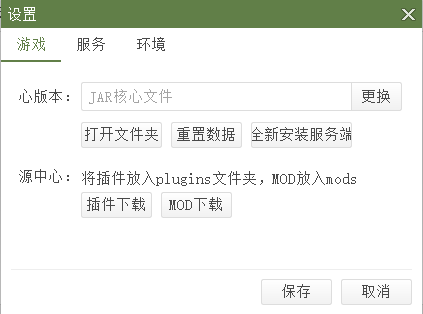 设置
游戏 服务 环境
心版本： JAR核心文件 更换
打开文件夹 重置数据 全新安装服务端
源中心： 将插件放入plugins文件夹，MOD放入mods
插件下载 MOD下载
保存 取消